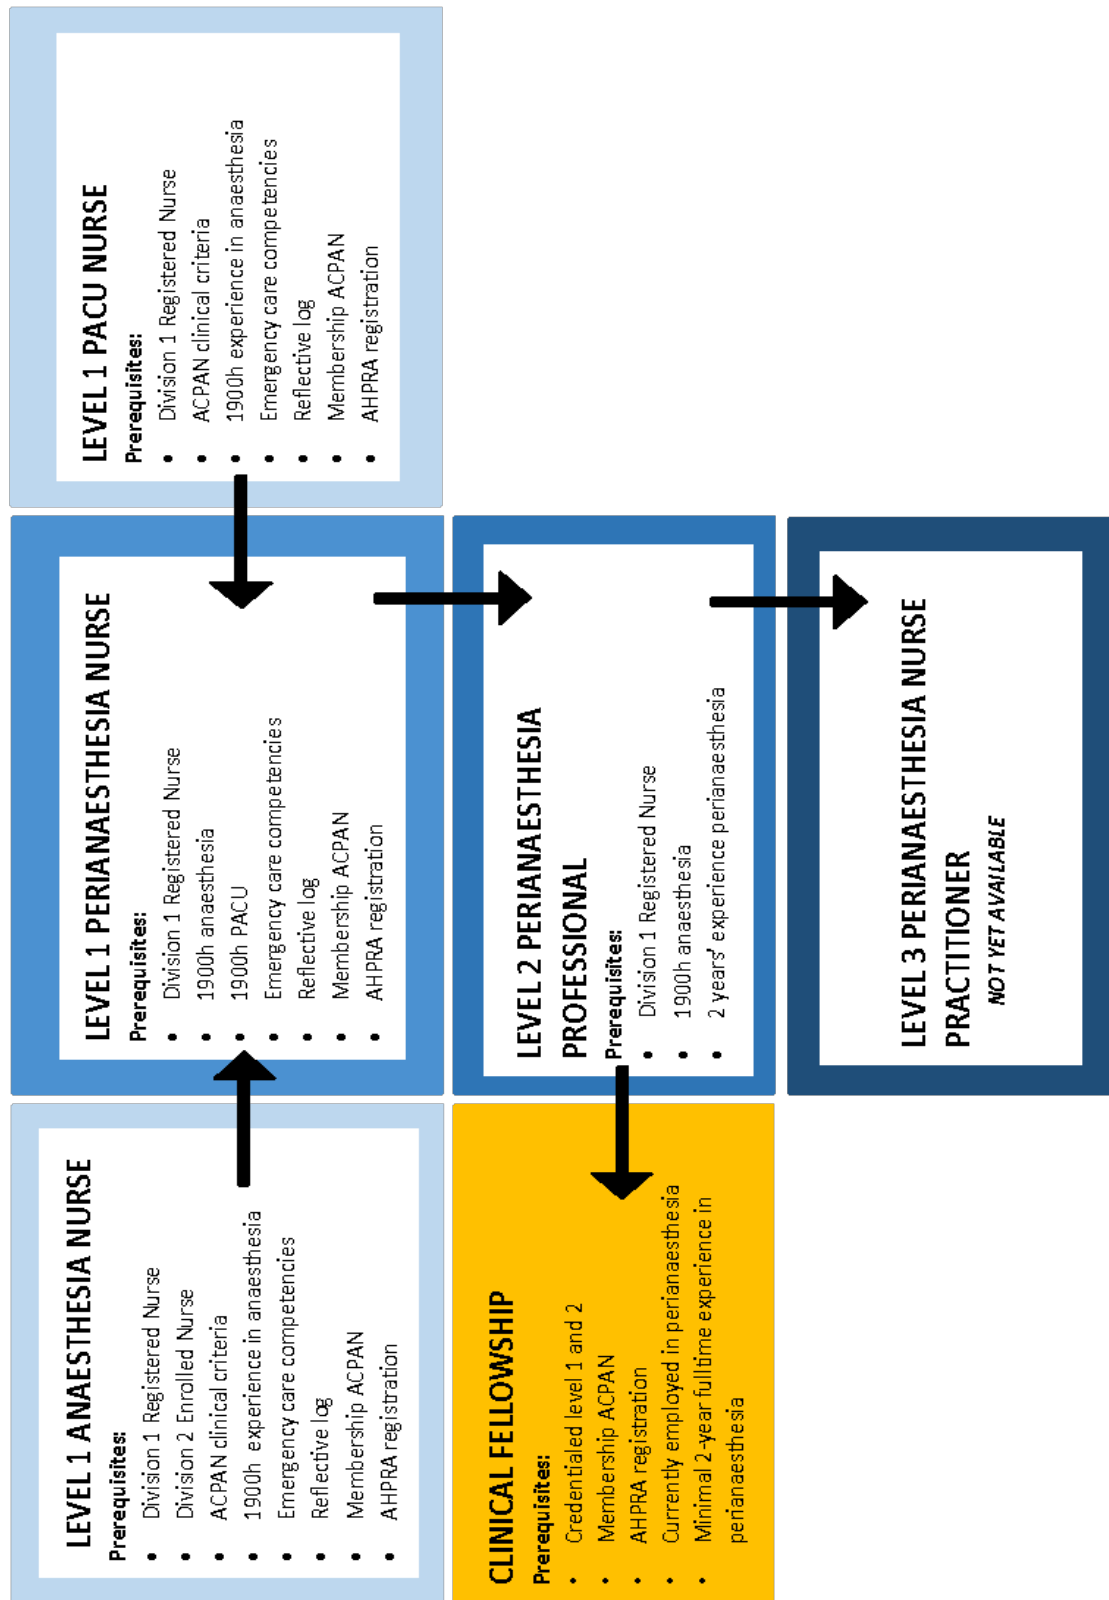 LEVEL 1 ANAESTHESIA NURSE
Prerequisites:
• Division 1 Registered Nurse
• Division 2 Enrolled Nurse
• ACPAN clinical criteria
• 1900h experience in anaesthesia
• Emergency care competencies
• Reflective log
• Membership ACPAN
• AHPRA registration
LEVEL 1 PERIANAESTHESIA NURSE
Prerequisites:
• Division 1 Registered Nurse
• 1900h anaesthesia
• 1900h PACU
• Emergency care competencies
• Reflective log
• Membership ACPAN
• AHPRA registration
LEVEL 1 PACU NURSE
Prerequisites:
• Division 1 Registered Nurse
• ACPAN clinical criteria
• 1900h experience in anaesthesia
• Emergency care competencies
• Reflective log
• Membership ACPAN
• AHPRA registration
CLINICAL FELLOWSHIP
Prerequisites:
• Credentialed level 1 and 2
• Membership ACPAN
• AHPRA registration
• Currently employed in perianaesthesia
• Minimal 2-year fulltime experience in
perianaesthesia
LEVEL 2 PERIANAESTHESIA
PROFESSIONAL
Prerequisites:
• Division 1 Registered Nurse
• 1900h anaesthesia
• 2 years' experience perianaesthesia
LEVEL 3 PERIANAESTHESIA NURSE
PRACTITIONER
NOT YET AVAILABLE